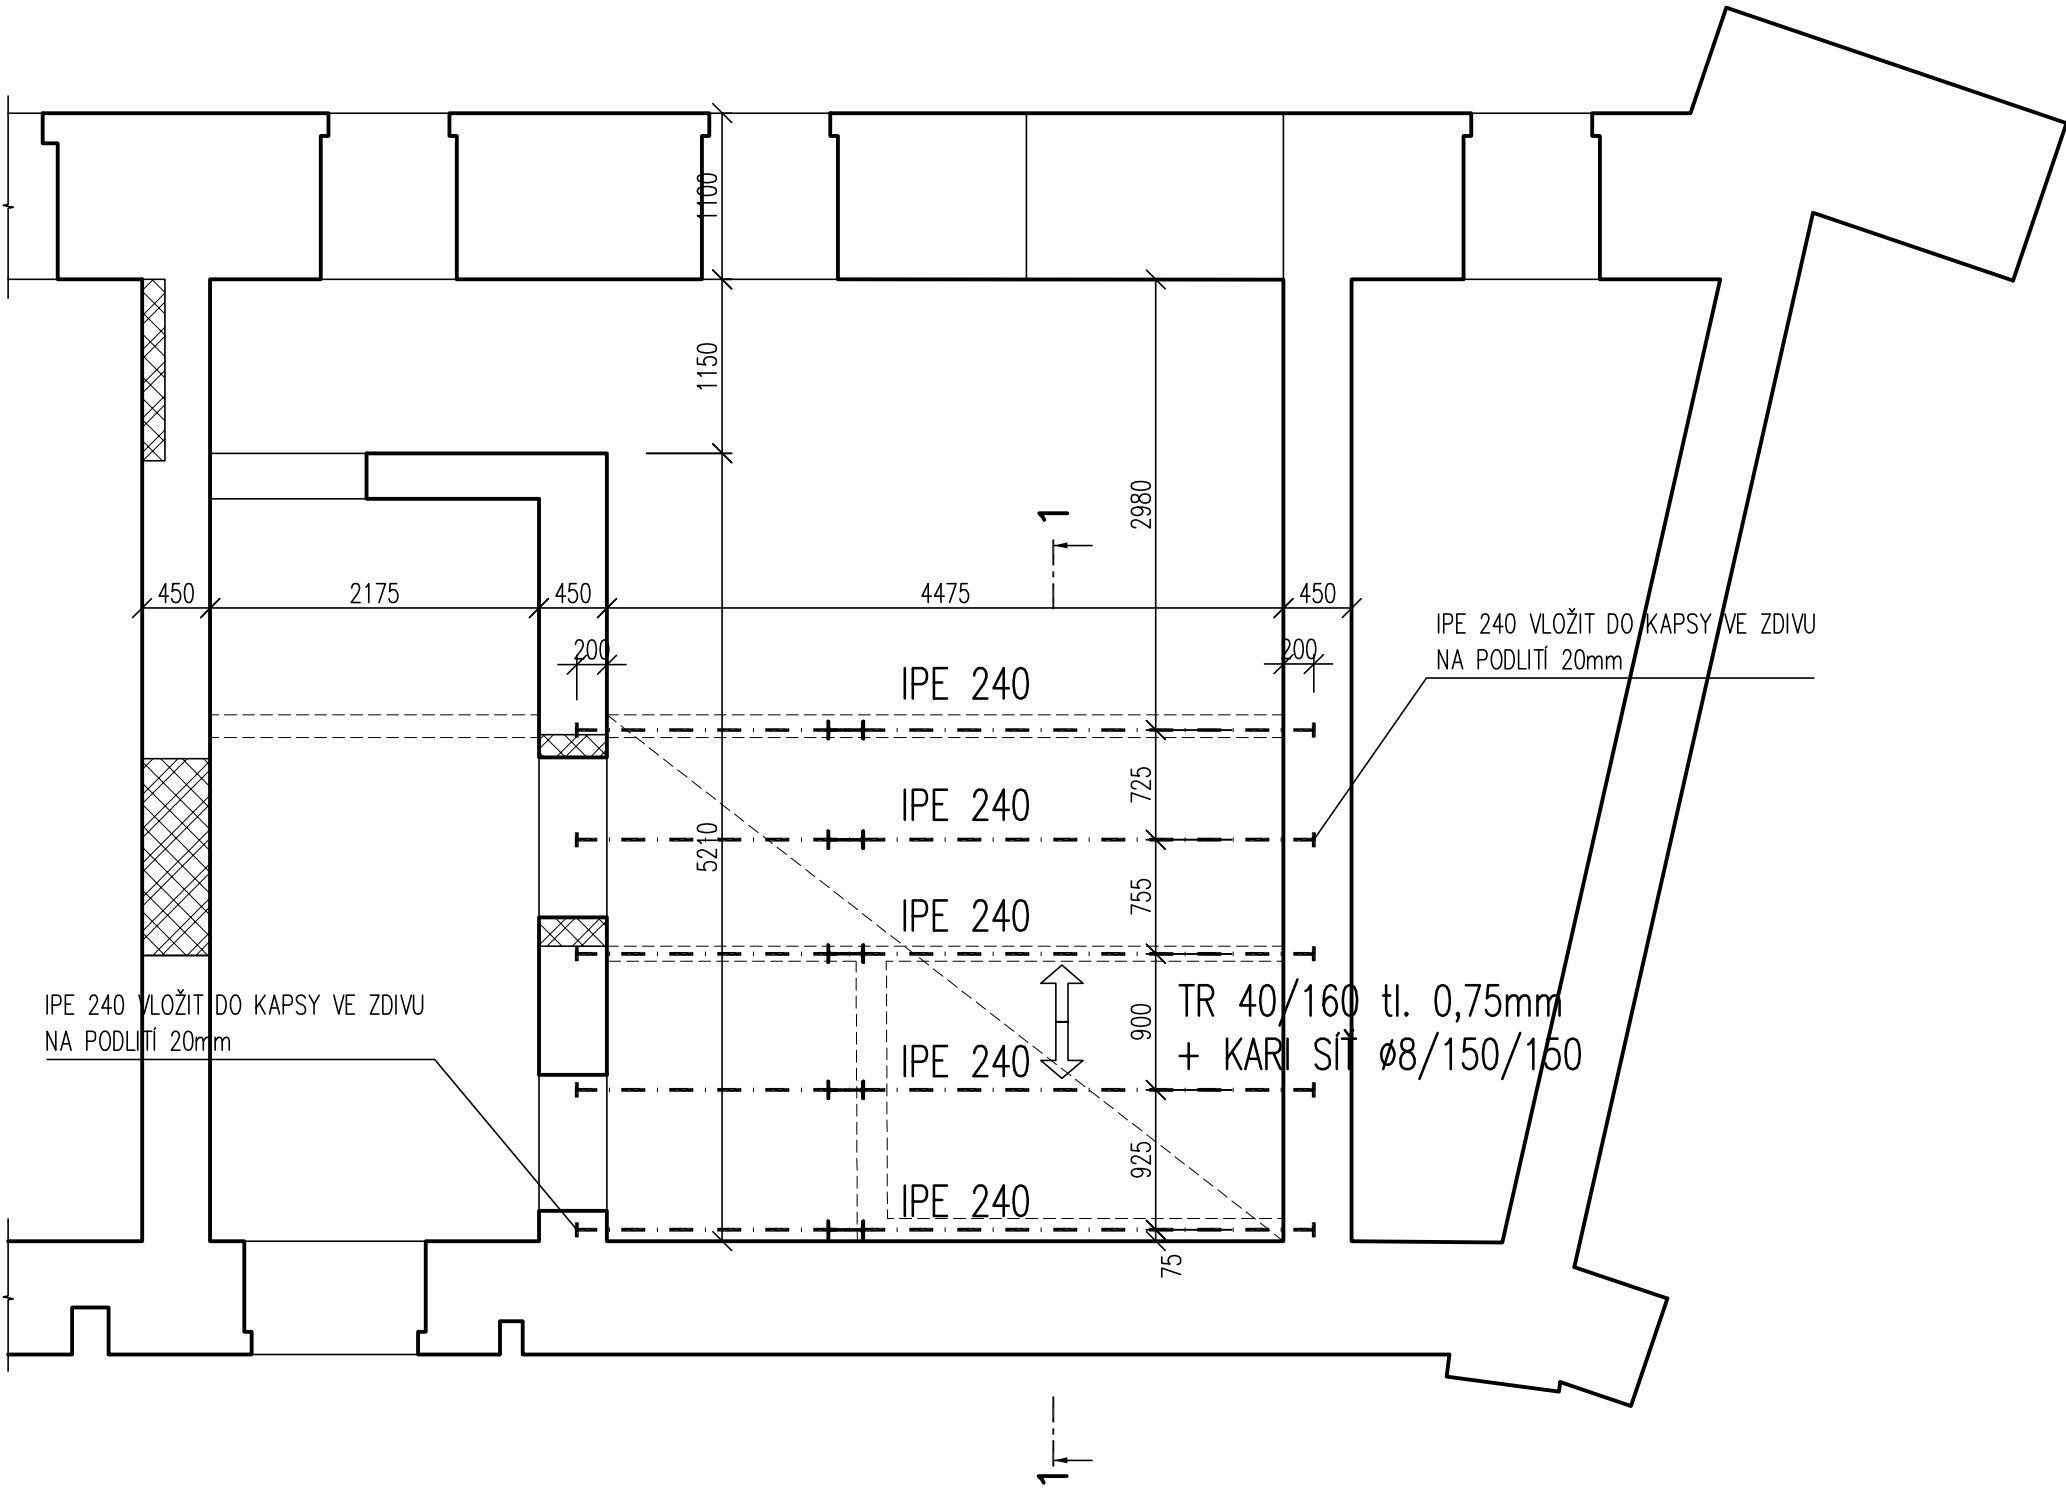 1100
1150
2980
1
450
2175
450
4475
450
200
200
IPE 240 VLOŽIT DO KAPSY VE ZDIVU
NA PODLITÍ 20mm
IPE 240
725
IPE 240
5210
755
IPE 240
IPE 240 VLOŽIT DO KAPSY VE ZDIVU
NA PODLITÍ 20mm
TR 40/160 tl. 0,75mm
+ KARI SÍŤ ø8/150/150
900
IPE 240
925
IPE 240
75
1